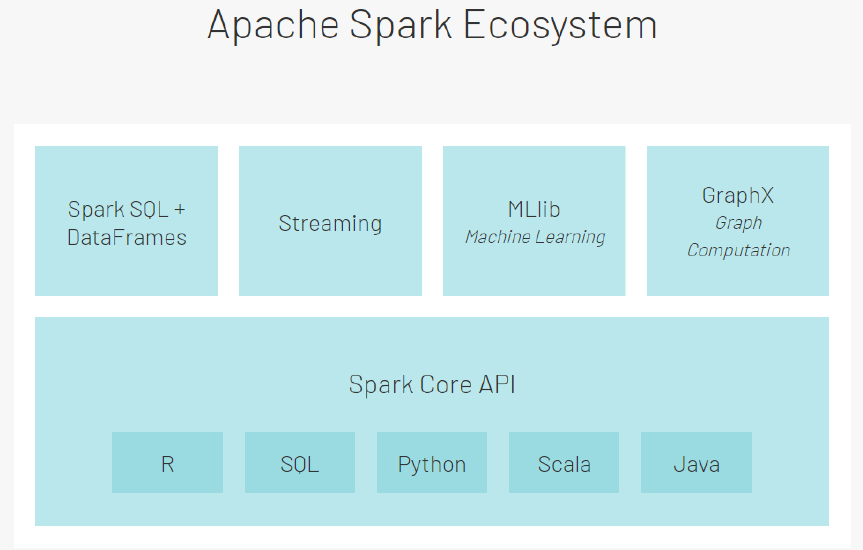 Apache Spark Ecosystem
Spark SQL +
DataFrames
Streaming
MLlib
Machine Learning
GraphX
Graph
Computation
Spark Core API
R
SQL
Python
Scala
Java